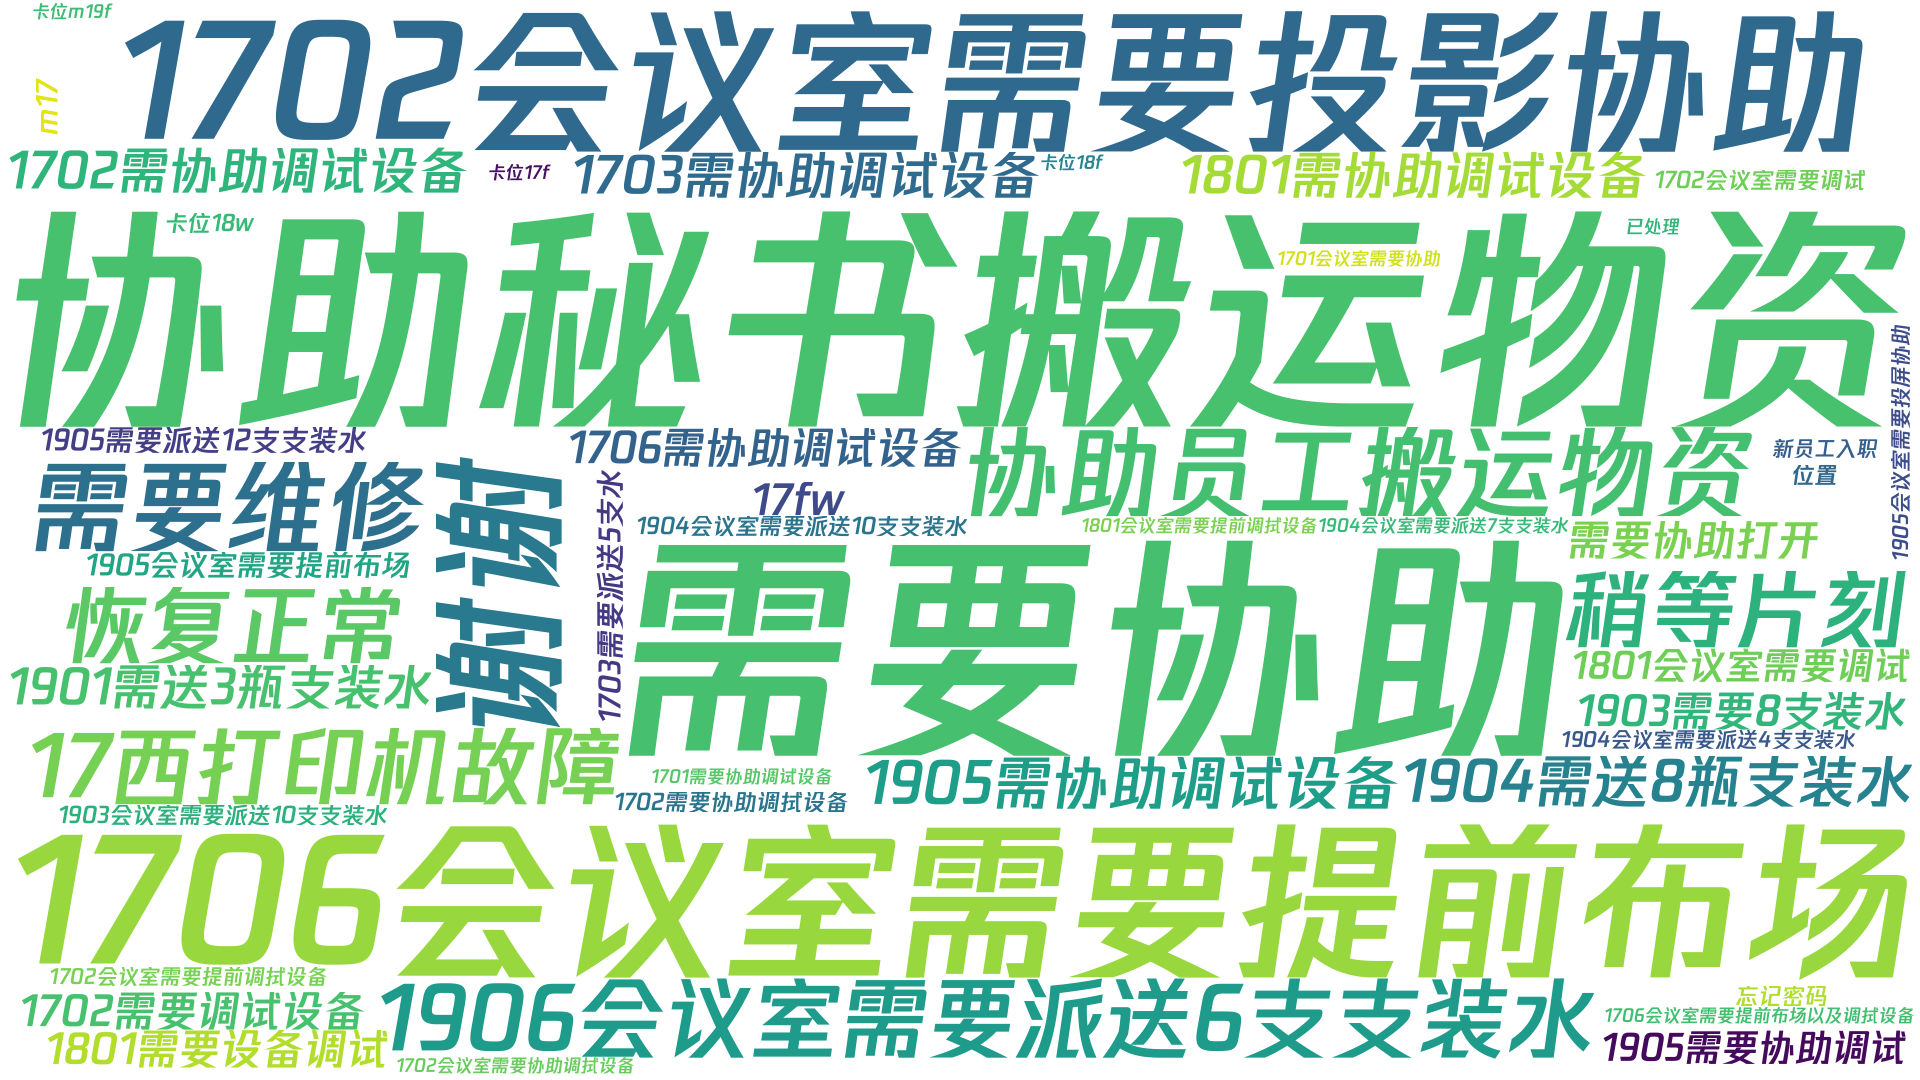 卡位m19f
1702会议室需要投影协助
m17
1702需协助调试设备
卡位17f
1703需协助调试设备
卡位18f
1801需协助调试设备
1702会议室需要调试
卡位18w
已处理
协助秘书搬运物资
1701会议室需要协助
1905会议室需要投屏协助
1905需要派送12支支装水
1706需协助调试设备
协助员工搬运物资
新员工入职
位置
需要维修
谢谢
1703需要派送5支水
17fw
1904会议室需要派送10支支装水
1801会议室需要提前调拭设备
1904会议室需要派送7支支装水
需要协助打开
1905会议室需要提前布场
需要协助
恢复正常
稍等片刻
1801会议室需要调试
1901需送3瓶支装水
1903需要8支装水
17西打印机故障
1904会议室需要派送4支支装水
1701需要协助调试设备
1905需协助调试设备
1904需送8瓶支装水
1702需要协助调拭设备
1903会议室需要派送10支支装水
1706会议室需要提前布场
1702会议室需要提前调拭设备
1906会议室需要派送6支支装水
忘记密码
1702需要调试设备
1706会议室需要提前布场以及调试设备
1801需要设备调试
1905需要协助调试
1702会议室需要协助调拭设备